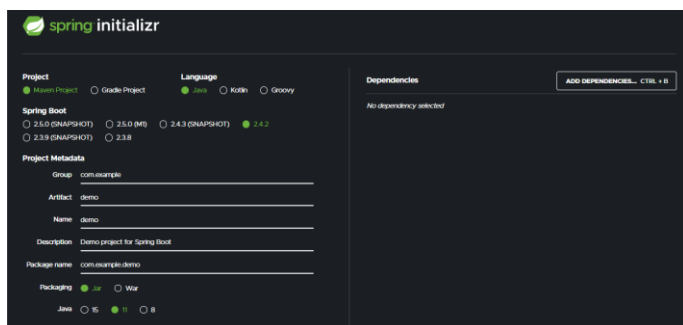 spring initializr
Project
Maven Project Gradle Project
Language
Java Kotlin Groovy
Spring Boot
2.5.0 (SNAPSHOT) 2.5.0 (M1) 2.4.3 (SNAPSHOT) 2.4.2
2.3.9 (SNAPSHOT) 2.3.8
Project Metadata
Group com.example
Artifact demo
Name demo
Description Demo project for Spring Boot
Package name com.example.demo
Packaging Jar War
Java 15 11 8
Dependencies
ADD DEPENDENCIES... CTRL + B
No dependency selected